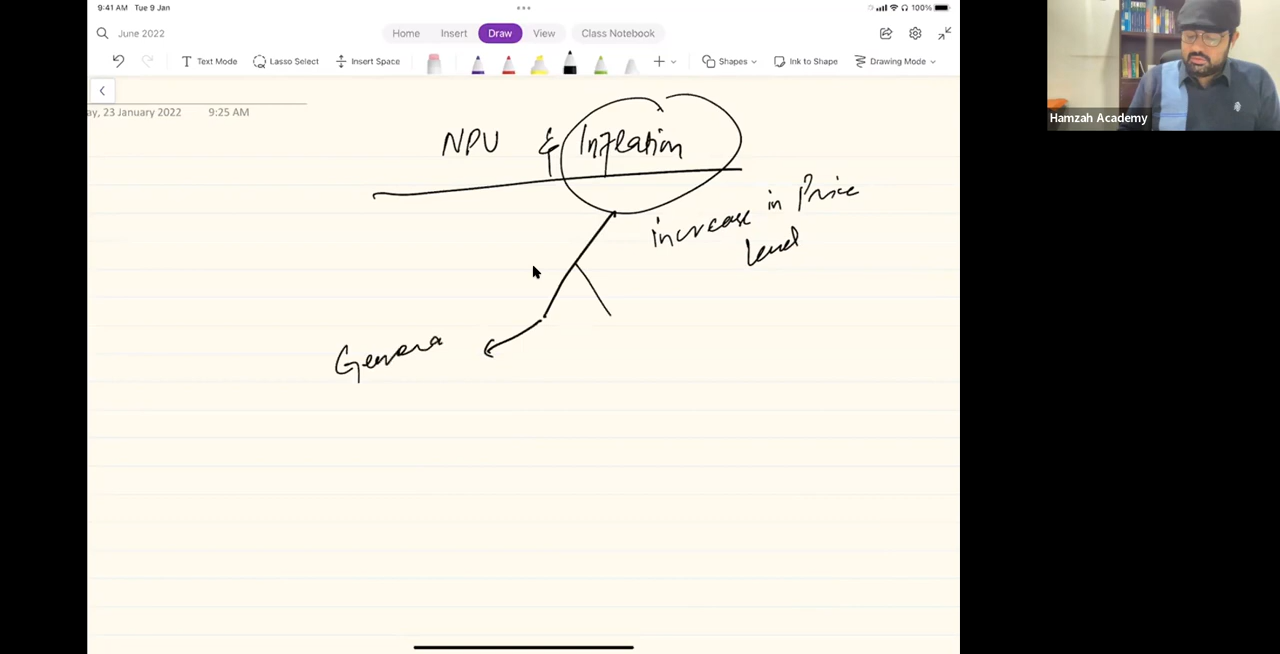 9:41 AM Tue 9 Jan
100%
June 2022
Home Insert Draw View Class Notebook
Text Mode Lasso Select Insert Space Shapes Ink to Shape Drawing Mode
ay, 23 January 2022 9:25 AM
NPV & Inflation
increase in Price
level
Genera
Hamzah Academy